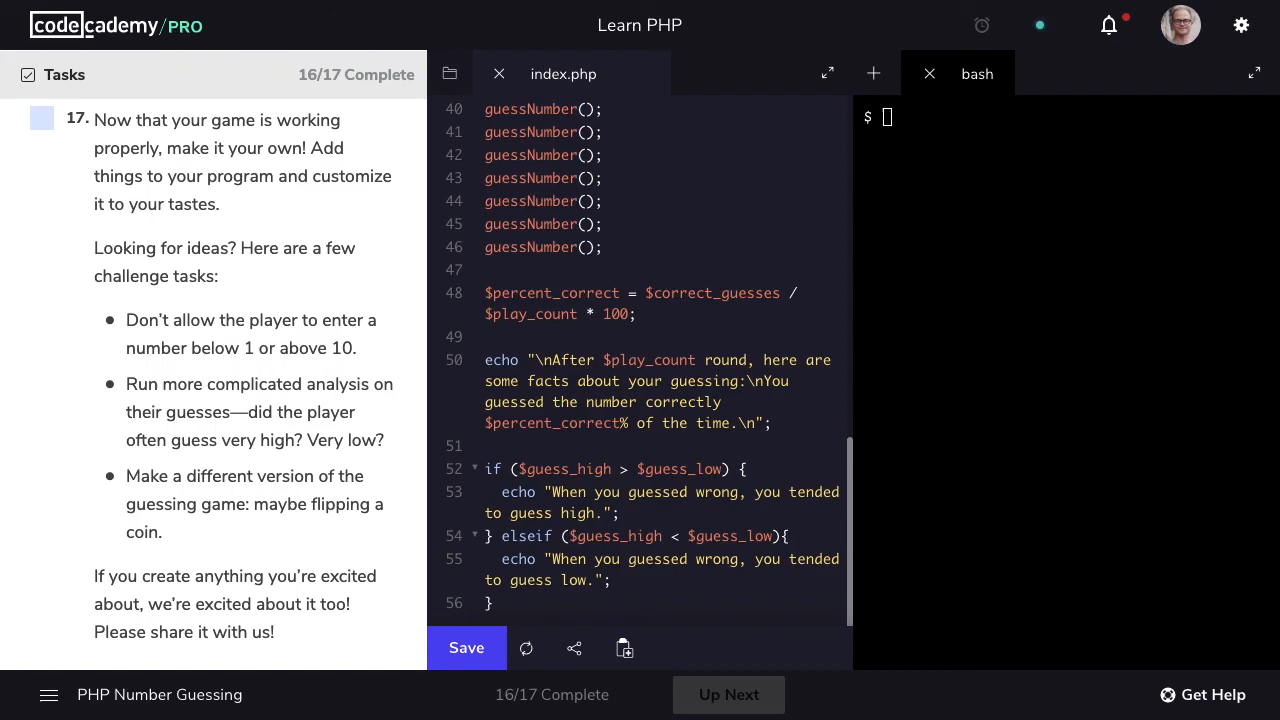 codecademy/PRO
Learn PHP
Tasks
16/17 Complete
17. Now that your game is working
properly, make it your own! Add
things to your program and customize
it to your tastes.
Looking for ideas? Here are a few
challenge tasks:
• Don’t allow the player to enter a
number below 1 or above 10.
• Run more complicated analysis on
their guesses—did the player
often guess very high? Very low?
• Make a different version of the
guessing game: maybe flipping a
coin.
If you create anything you’re excited
about, we’re excited about it too!
Please share it with us!
index.php
40 guessNumber();
41 guessNumber();
42 guessNumber();
43 guessNumber();
44 guessNumber();
45 guessNumber();
46 guessNumber();
47
48 $percent_correct = $correct_guesses /
$play_count * 100;
49
50 echo "\nAfter $play_count round, here are
some facts about your guessing:\nYou
guessed the number correctly
$percent_correct% of the time.\n";
51
52 if ($guess_high > $guess_low) {
53 echo "When you guessed wrong, you tended
to guess high.";
54 } elseif ($guess_high < $guess_low){
55 echo "When you guessed wrong, you tended
to guess low.";
56 }
Save
bash
$
PHP Number Guessing
16/17 Complete
Up Next
Get Help